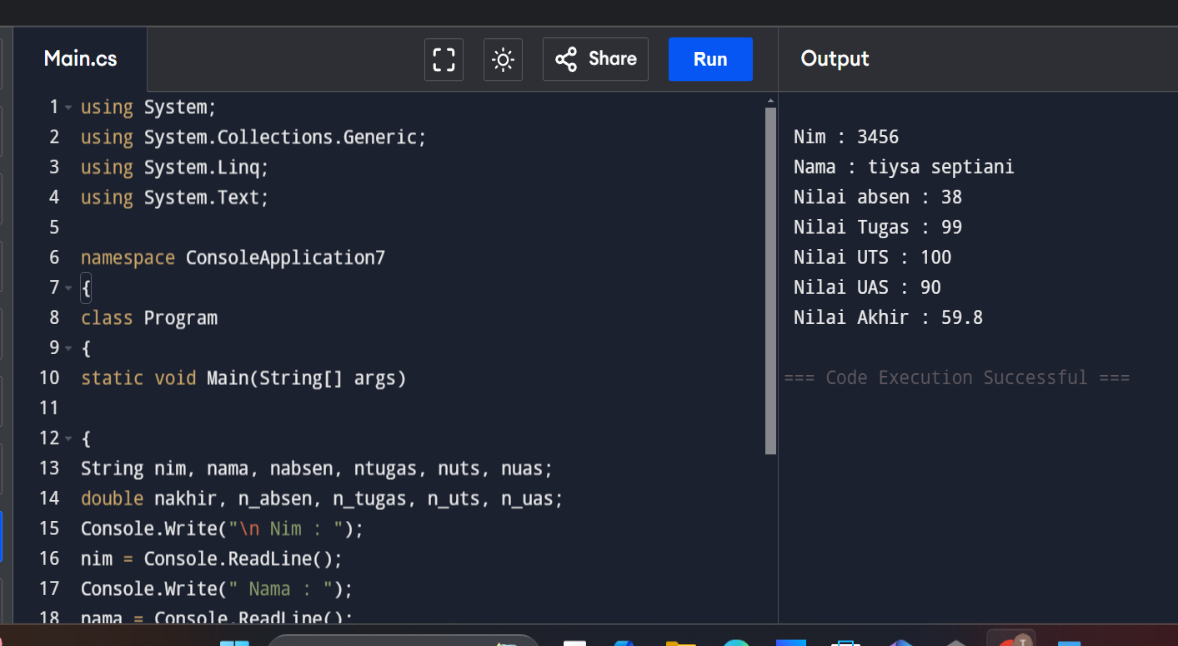 Main.cs
Share
Run
Output
1 using System;
2 using System.Collections.Generic;
3 using System.Linq;
4 using System.Text;
5
6 namespace ConsoleApplication7
7 {
8 class Program
9 {
10 static void Main(String[] args)
11
12 {
13 String nim, nama, nabsen, ntugas, nuts, nuas;
14 double nakhir, n_absen, n_tugas, n_uts, n_uas;
15 Console.Write("\n Nim : ");
16 nim = Console.ReadLine();
17 Console.Write(" Nama : ");
18 nama = Console.ReadLine();
Nim : 3456
Nama : tiysa septiani
Nilai absen : 38
Nilai Tugas : 99
Nilai UTS : 100
Nilai UAS : 90
Nilai Akhir : 59.8
=== Code Execution Successful ===